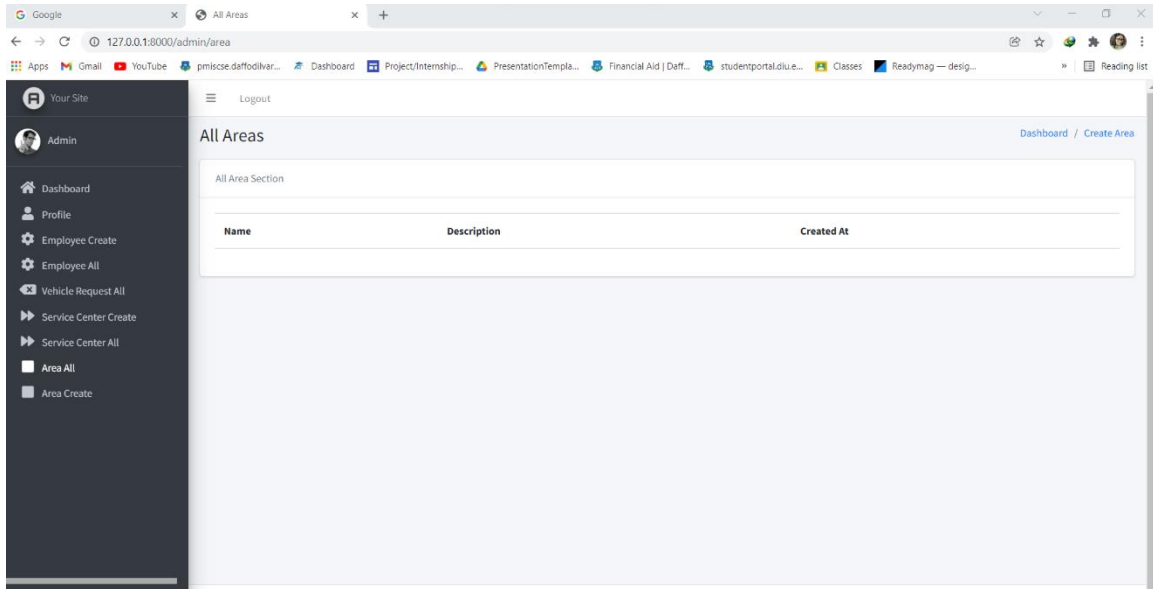 Google
All Areas
127.0.0.1:8000/admin/area
Apps Gmail YouTube pmiscse.daffodilvar... Dashboard Project/Internship... PresentationTempla... Financial Aid | Daff... studentportal.diu.e... Classes Readymag — desig... » Reading list
Your Site
Logout
Admin
All Areas
Dashboard / Create Area
All Area Section
Name Description Created At
Dashboard
Profile
Employee Create
Employee All
Vehicle Request All
Service Center Create
Service Center All
Area All
Area Create